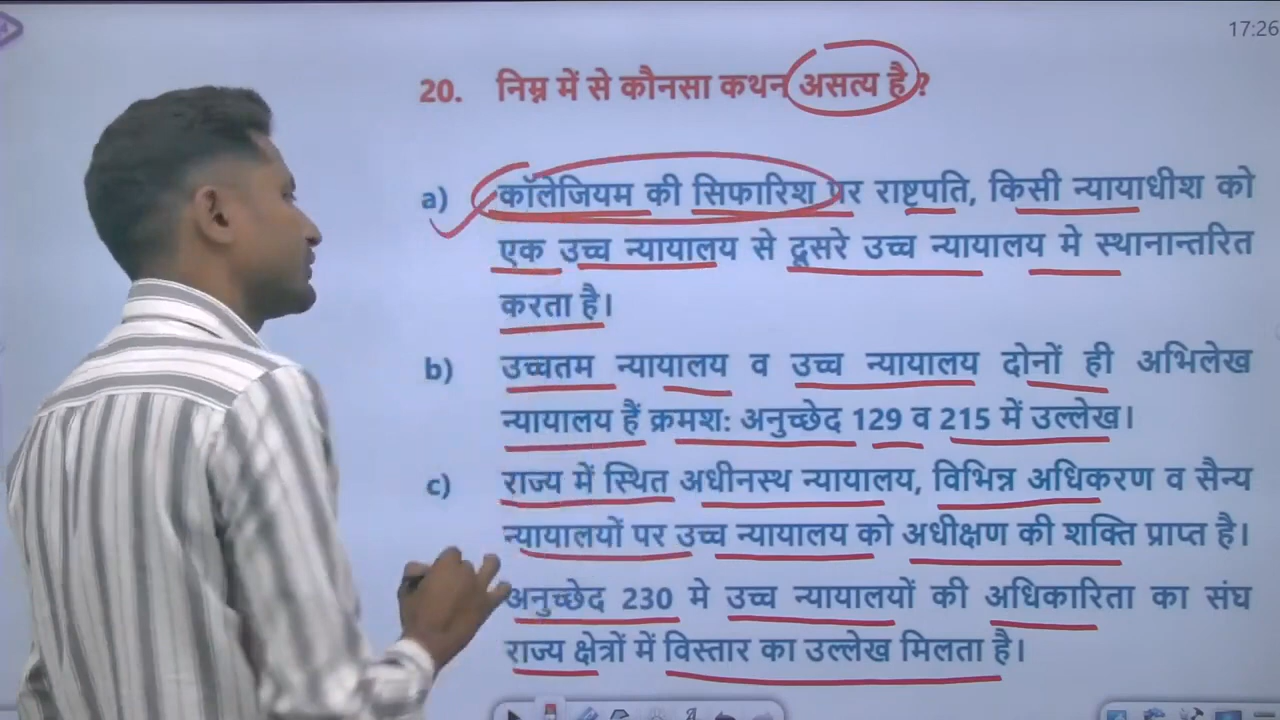 17:26
20. निम्न में से कौनसा कथन असत्य है ?
a) कॉलेजियम की सिफारिश पर राष्ट्रपति, किसी न्यायाधीश को
एक उच्च न्यायालय से दूसरे उच्च न्यायालय मे स्थानान्तरित
करता है।
b) उच्चतम न्यायालय व उच्च न्यायालय दोनों ही अभिलेख
न्यायालय हैं क्रमश: अनुच्छेद 129 व 215 में उल्लेख।
c) राज्य में स्थित अधीनस्थ न्यायालय, विभिन्न अधिकरण व सैन्य
न्यायालयों पर उच्च न्यायालय को अधीक्षण की शक्ति प्राप्त है।
अनुच्छेद 230 मे उच्च न्यायालयों की अधिकारिता का संघ
राज्य क्षेत्रों में विस्तार का उल्लेख मिलता है।